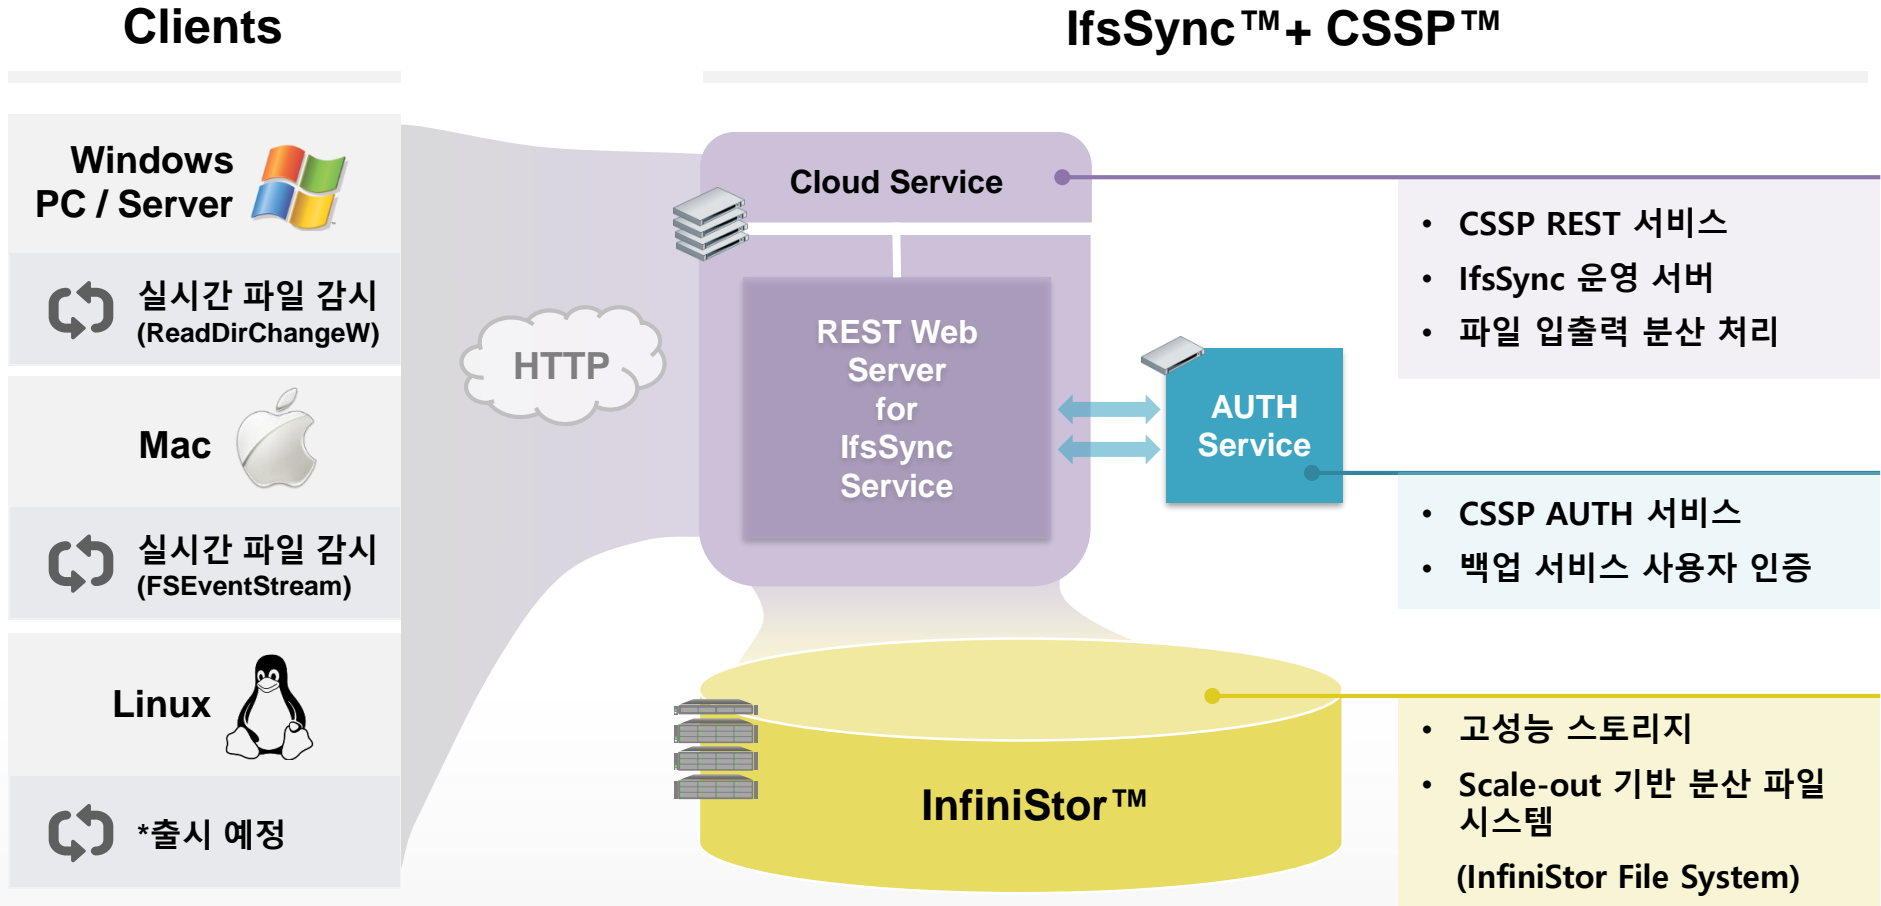 Clients
IfsSync™+ CSSP™
Windows
PC / Server
실시간 파일 감시
(ReadDirChangeW)
Mac
실시간 파일 감시
(FSEventStream)
Linux
*출시 예정
HTTP
Cloud Service
REST Web
Server
for
IfsSync
Service
AUTH
Service
InfiniStor™
• CSSP REST 서비스
• IfsSync 운영 서버
• 파일 입출력 분산 처리
• CSSP AUTH 서비스
• 백업 서비스 사용자 인증
• 고성능 스토리지
• Scale-out 기반 분산 파일
시스템
(InfiniStor File System)